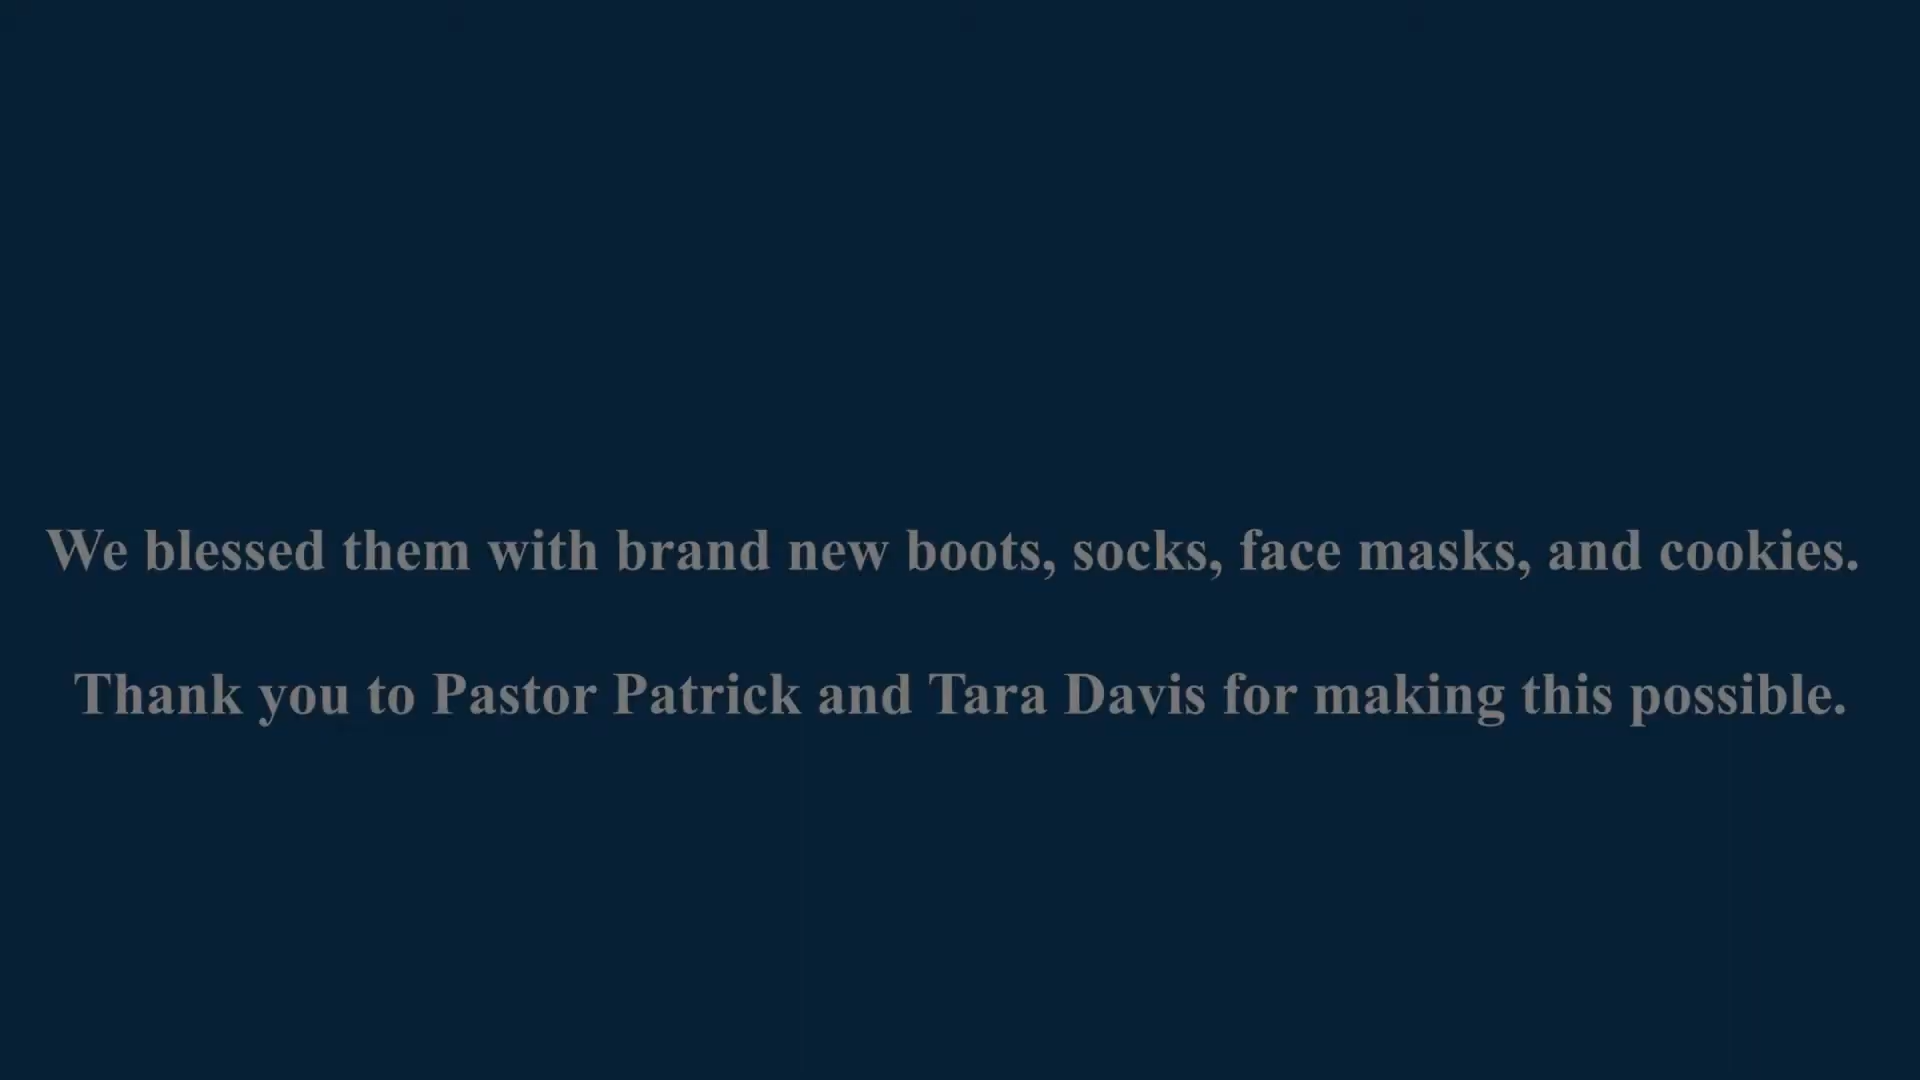 We blessed them with brand new boots, socks, face masks, and cookies.
Thank you to Pastor Patrick and Tara Davis for making this possible.